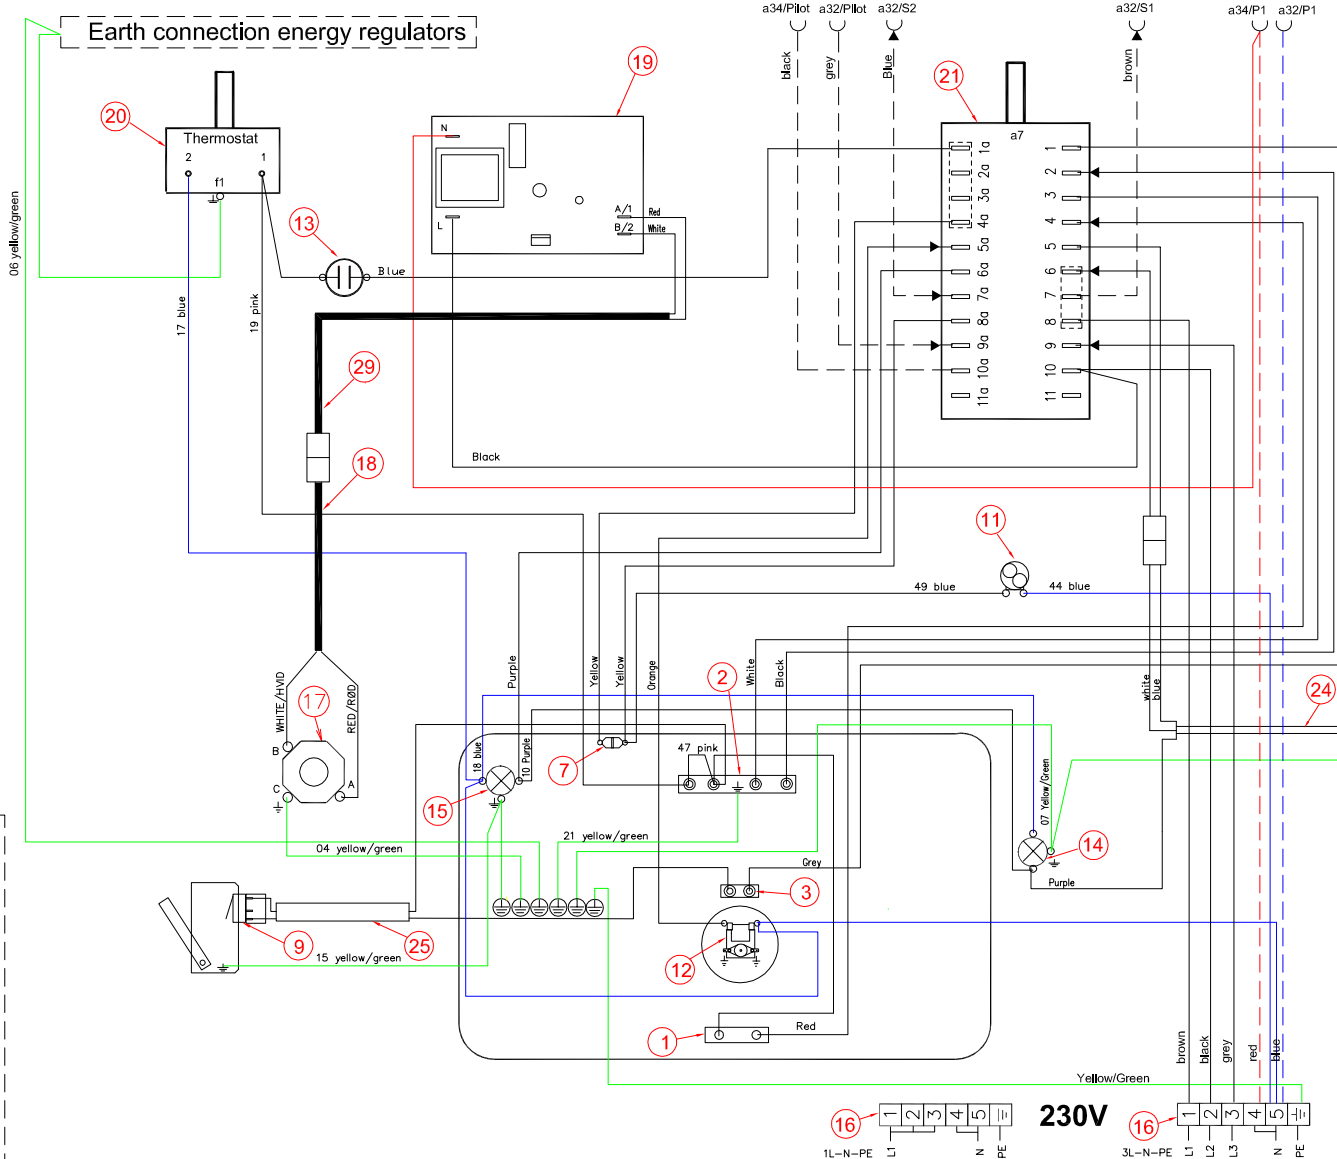 a34/Pilot
a32/Pilot
a32/S2
a32/S1
a34/P1
a32/P1
Earth connection energy regulators
black
grey
Blue
brown
19
21
20
Thermostat
2
1
f1
N
L
A/1
B/2
Red
White
a7
1a
2a
3a
4a
5a
6a
7a
8a
9a
10a
11a
1
2
3
4
5
6
7
8
9
10
11
06 yellow/green
13
Blue
17 blue
19 pink
29
18
Black
11
49 blue
44 blue
Purple
Yellow
Yellow
Orange
White
Black
2
white
blue
24
WHITE/HVID
RED/RØD
17
B
C
A
18 blue
10 Purple
7
47 pink
15
07 Yellow/Green
14
21 yellow/green
04 yellow/green
Grey
Purple
3
9
25
12
15 yellow/green
1
Red
brown
black
grey
red
blue
Yellow/Green
16
1
2
3
4
5
230V
16
1
2
3
4
5
1L-N-PE
L1
N
PE
3L-N-PE
L1
L2
L3
N
PE